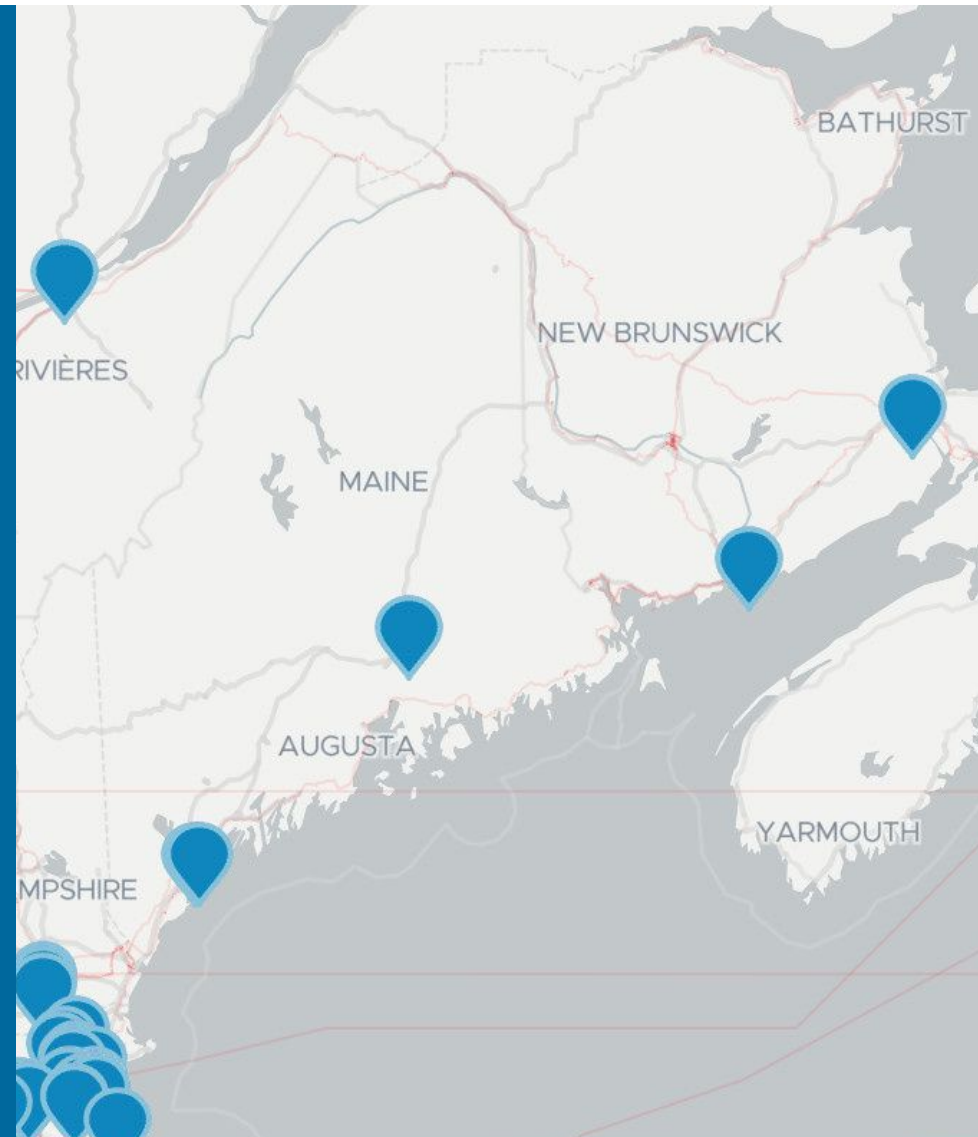 BATHURST
NEW BRUNSWICK
RIVIÈRES
MAINE
AUGUSTA
YARMOUTH
MPSHIRE